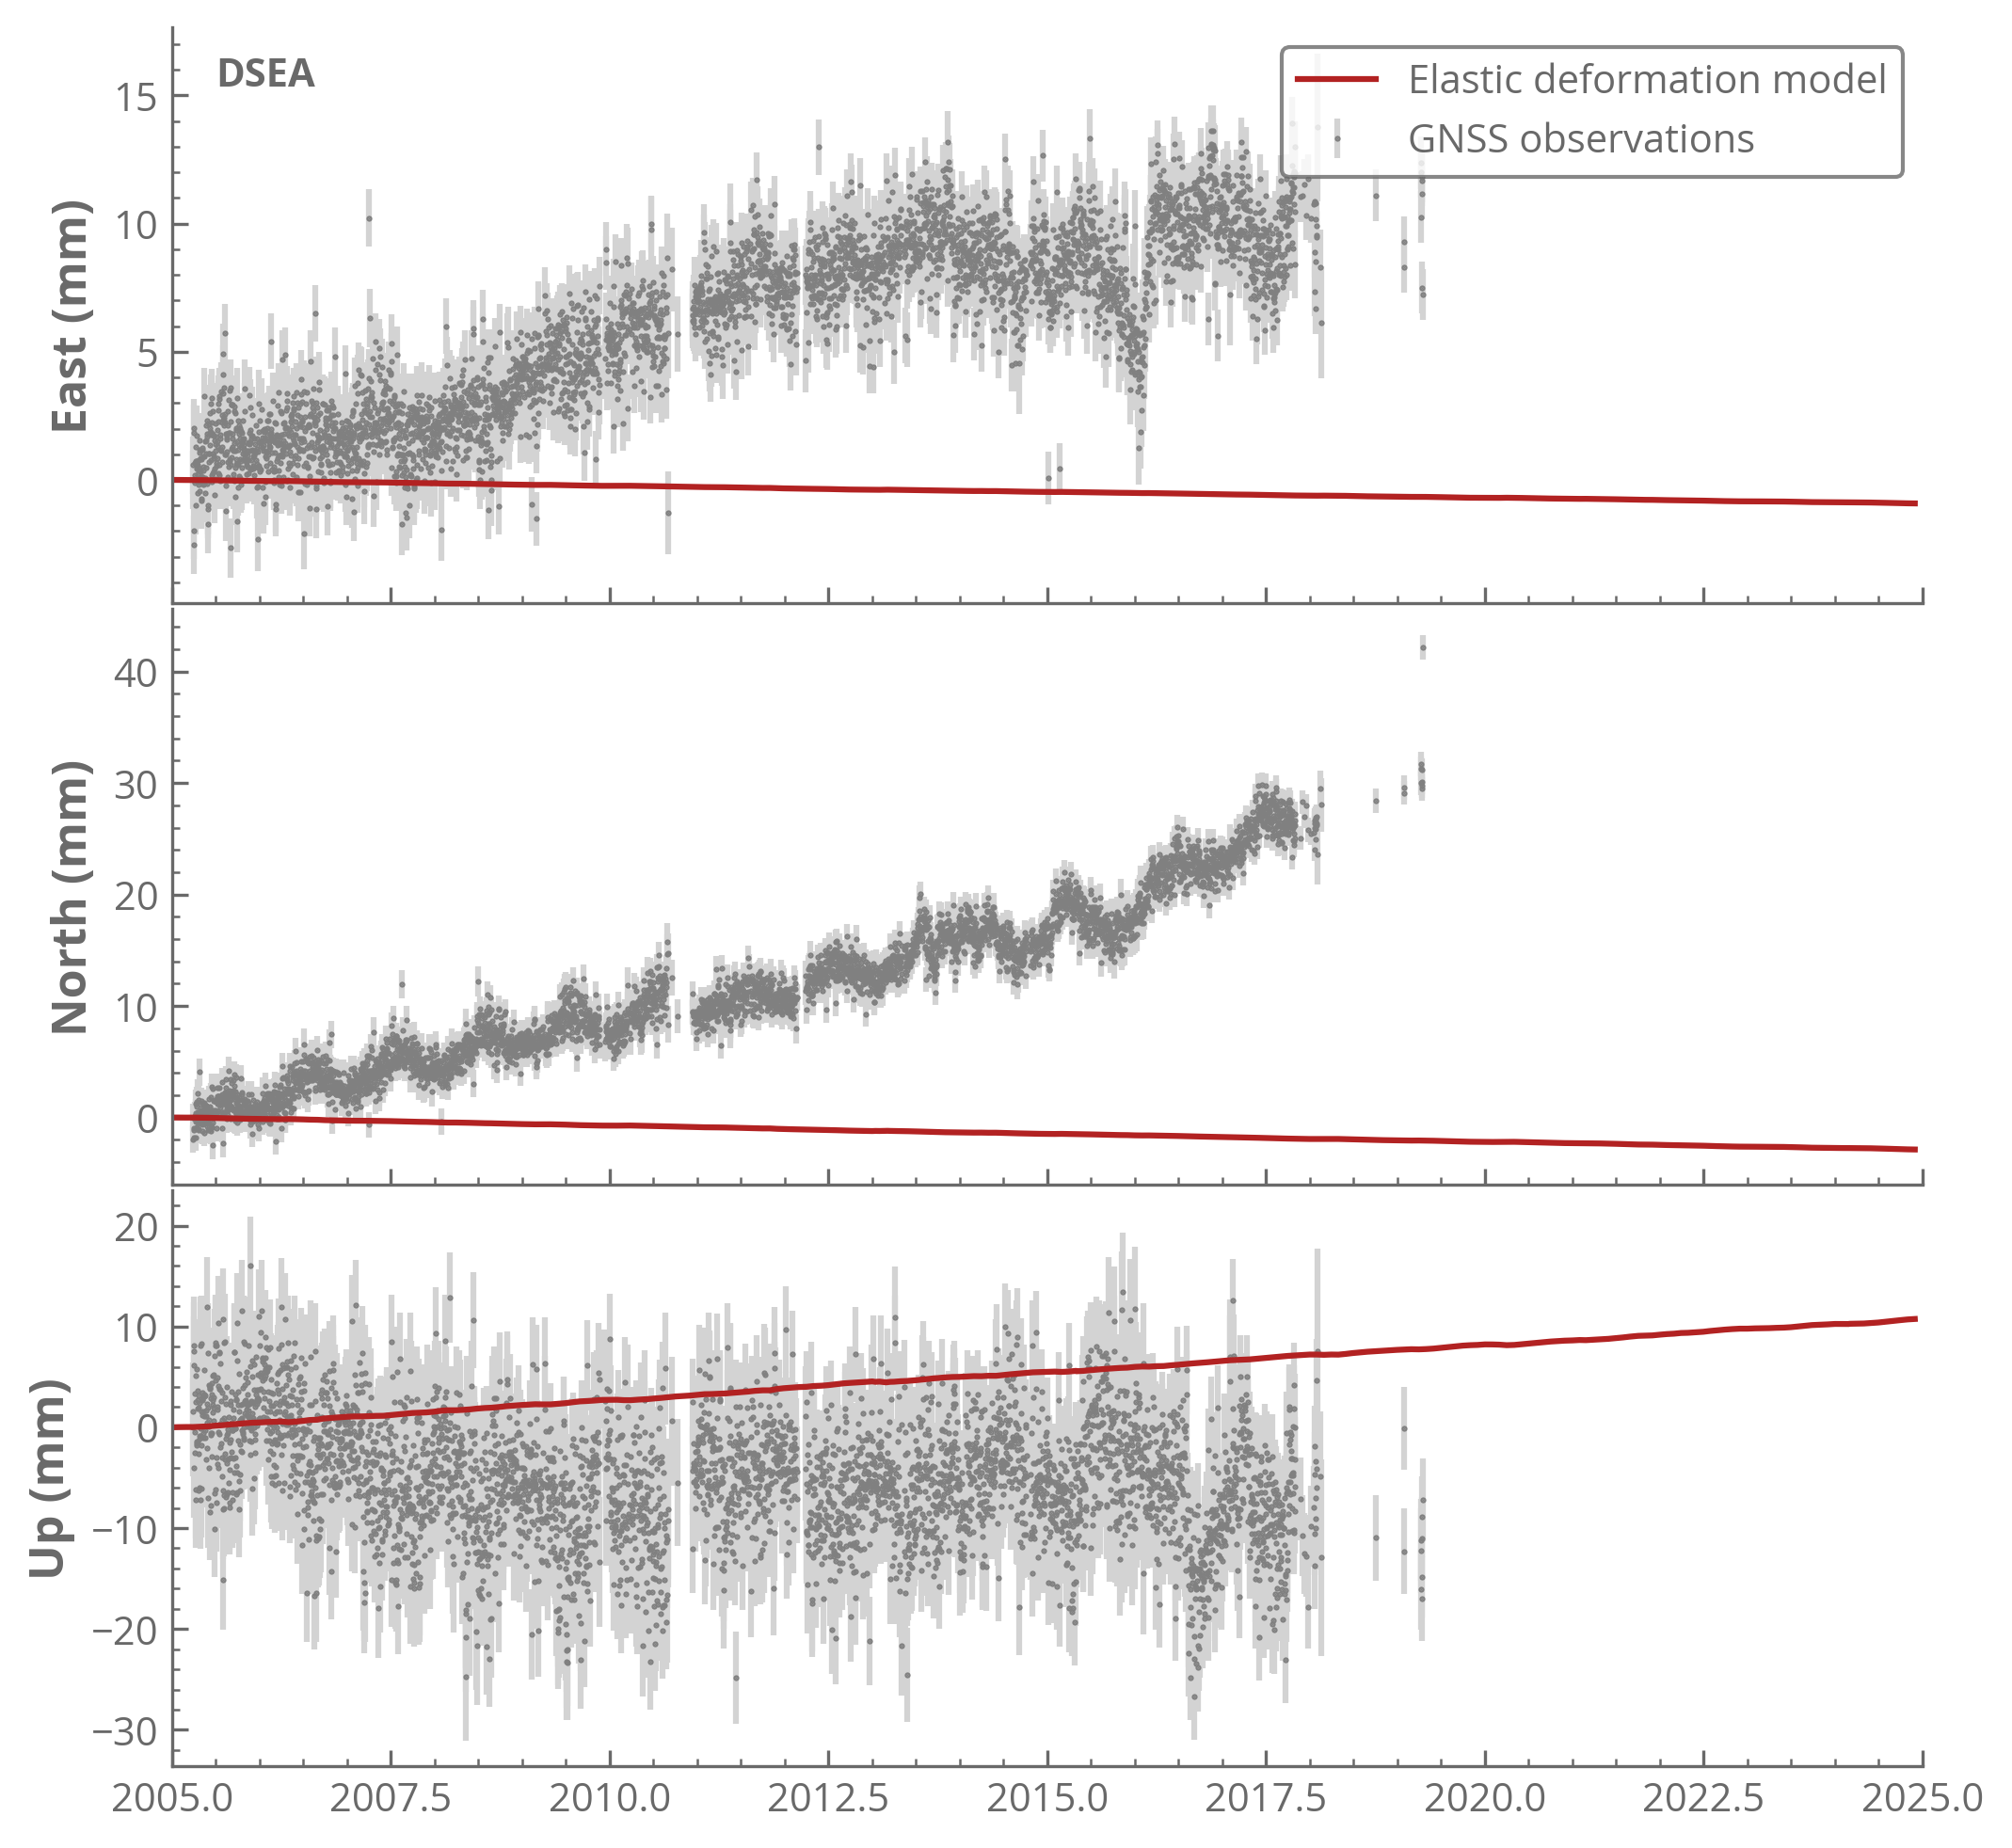 DSEA
Elastic deformation model
GNSS observations
East (mm)
15
10
5
0
North (mm)
40
30
20
10
0
Up (mm)
20
10
0
−10
−20
−30
2005.0 2007.5 2010.0 2012.5 2015.0 2017.5 2020.0 2022.5 2025.0